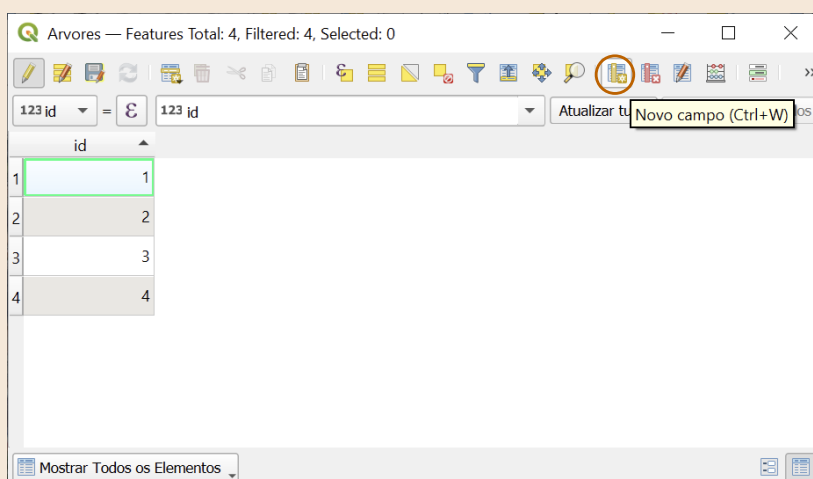 Arvores — Features Total: 4, Filtered: 4, Selected: 0
123 id = ε 123 id Atualizar tu
Novo campo (Ctrl+W)
id
1 1
2 2
3 3
4 4
Mostrar Todos os Elementos